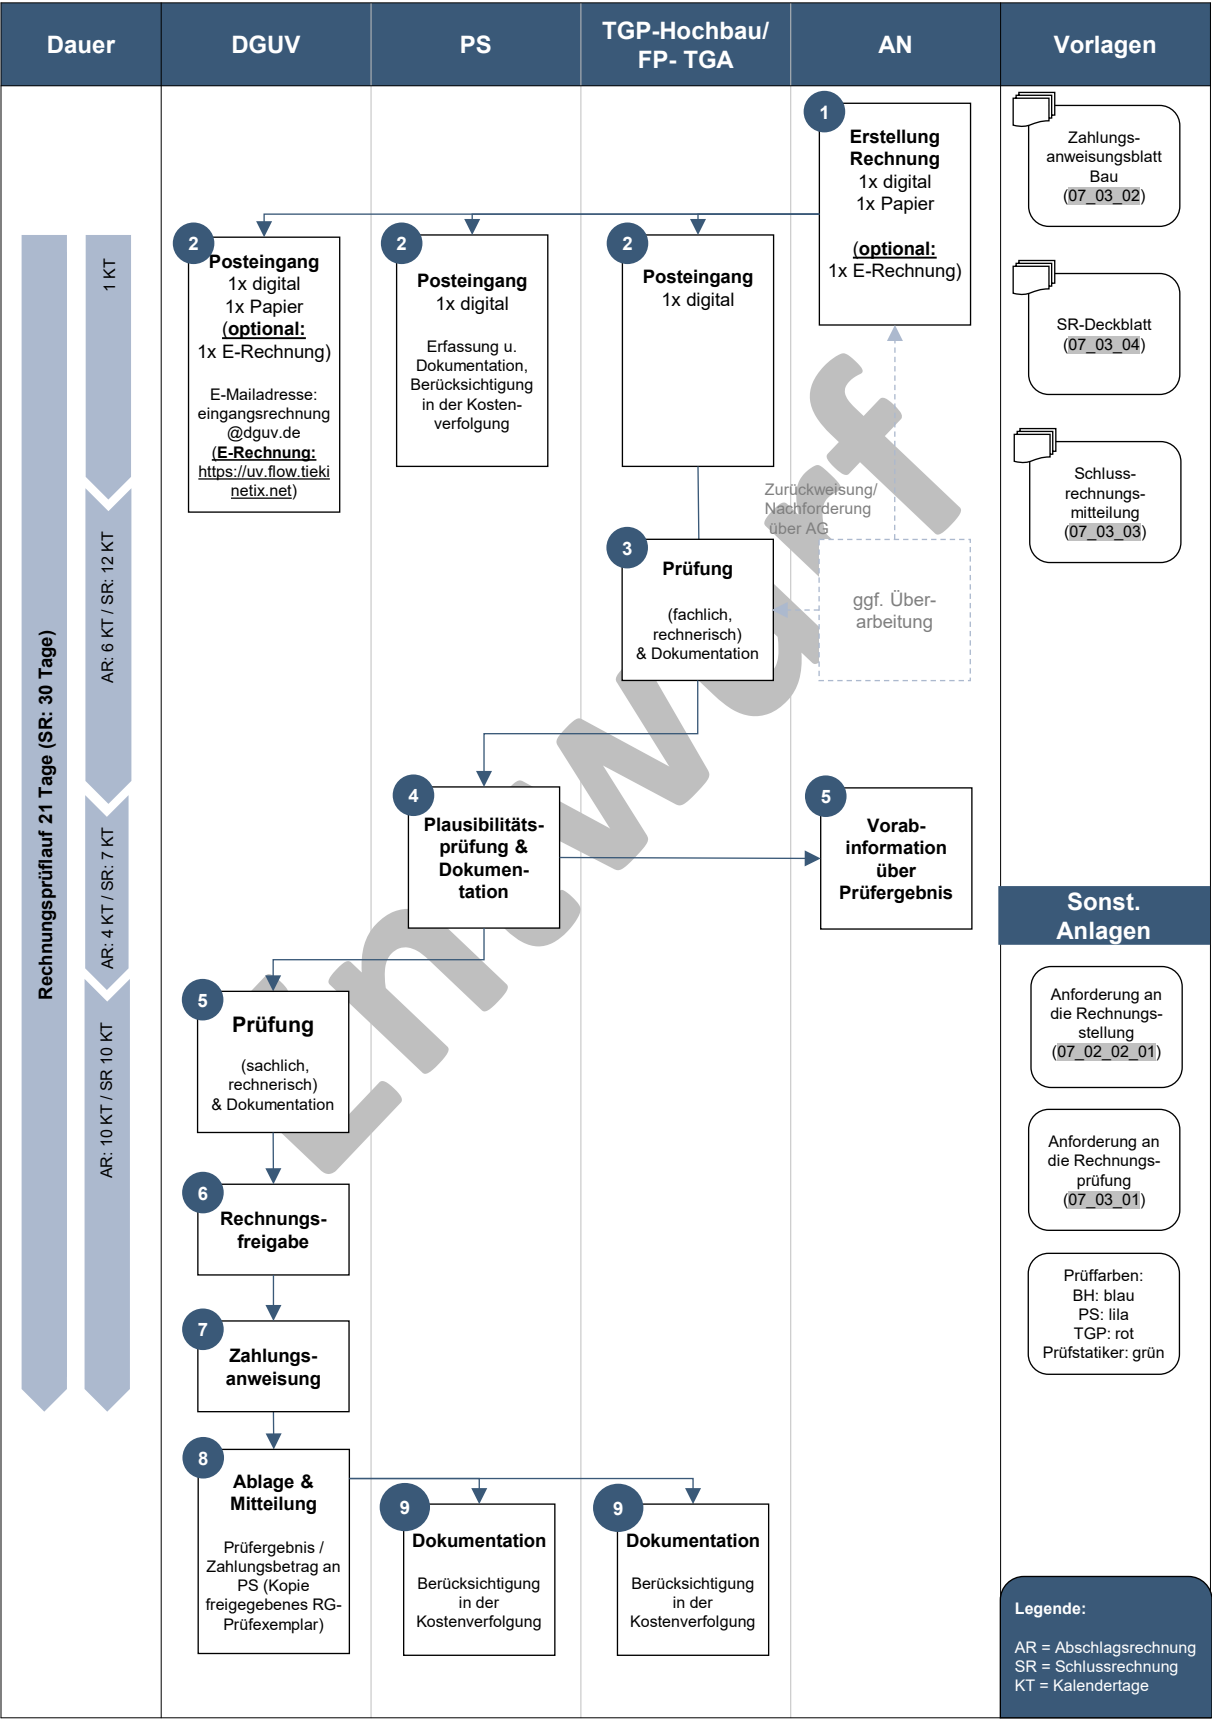 Dauer
DGUV
PS
TGP-Hochbau/
FP- TGA
AN
Vorlagen
1
Erstellung
Rechnung
1x digital
1x Papier
(optional:
1x E-Rechnung)
Zahlungs-
anweisungsblatt
Bau
(07_03_02)
SR-Deckblatt
(07_03_04)
Schluss-
rechnungs-
mitteilung
(07_03_03)
Rechnungsprüflauf 21 Tage (SR: 30 Tage)
1 KT
AR: 6 KT / SR: 12 KT
AR: 4 KT / SR: 7 KT
AR: 10 KT / SR 10 KT
2
Posteingang
1x digital
1x Papier
(optional:
1x E-Rechnung)
E-Mailadresse:
eingangsrechnung
@dguv.de
(E-Rechnung:
https://uv.flow.tieki
netix.net)
2
Posteingang
1x digital
Erfassung u.
Dokumentation,
Berücksichtigung
in der Kosten-
verfolgung
2
Posteingang
1x digital
Zurückweisung/
Nachforderung
über AG
3
Prüfung
(fachlich,
rechnerisch)
& Dokumentation
ggf. Über-
arbeitung
4
Plausibilitäts-
prüfung &
Dokumen-
tation
5
Vorab-
information
über
Prüfergebnis
Sonst.
Anlagen
5
Prüfung
(sachlich,
rechnerisch)
& Dokumentation
Anforderung an
die Rechnungs-
stellung
(07_02_02_01)
Anforderung an
die Rechnungs-
prüfung
(07_03_01)
6
Rechnungs-
freigabe
7
Zahlungs-
anweisung
Prüffarben:
BH: blau
PS: lila
TGP: rot
Prüfstatiker: grün
8
Ablage &
Mitteilung
Prüfergebnis /
Zahlungsbetrag an
PS (Kopie
freigegebenes RG-
Prüfexemplar)
9
Dokumentation
Berücksichtigung
in der
Kostenverfolgung
9
Dokumentation
Berücksichtigung
in der
Kostenverfolgung
Legende:
AR = Abschlagsrechnung
SR = Schlussrechnung
KT = Kalendertage
Entwurf